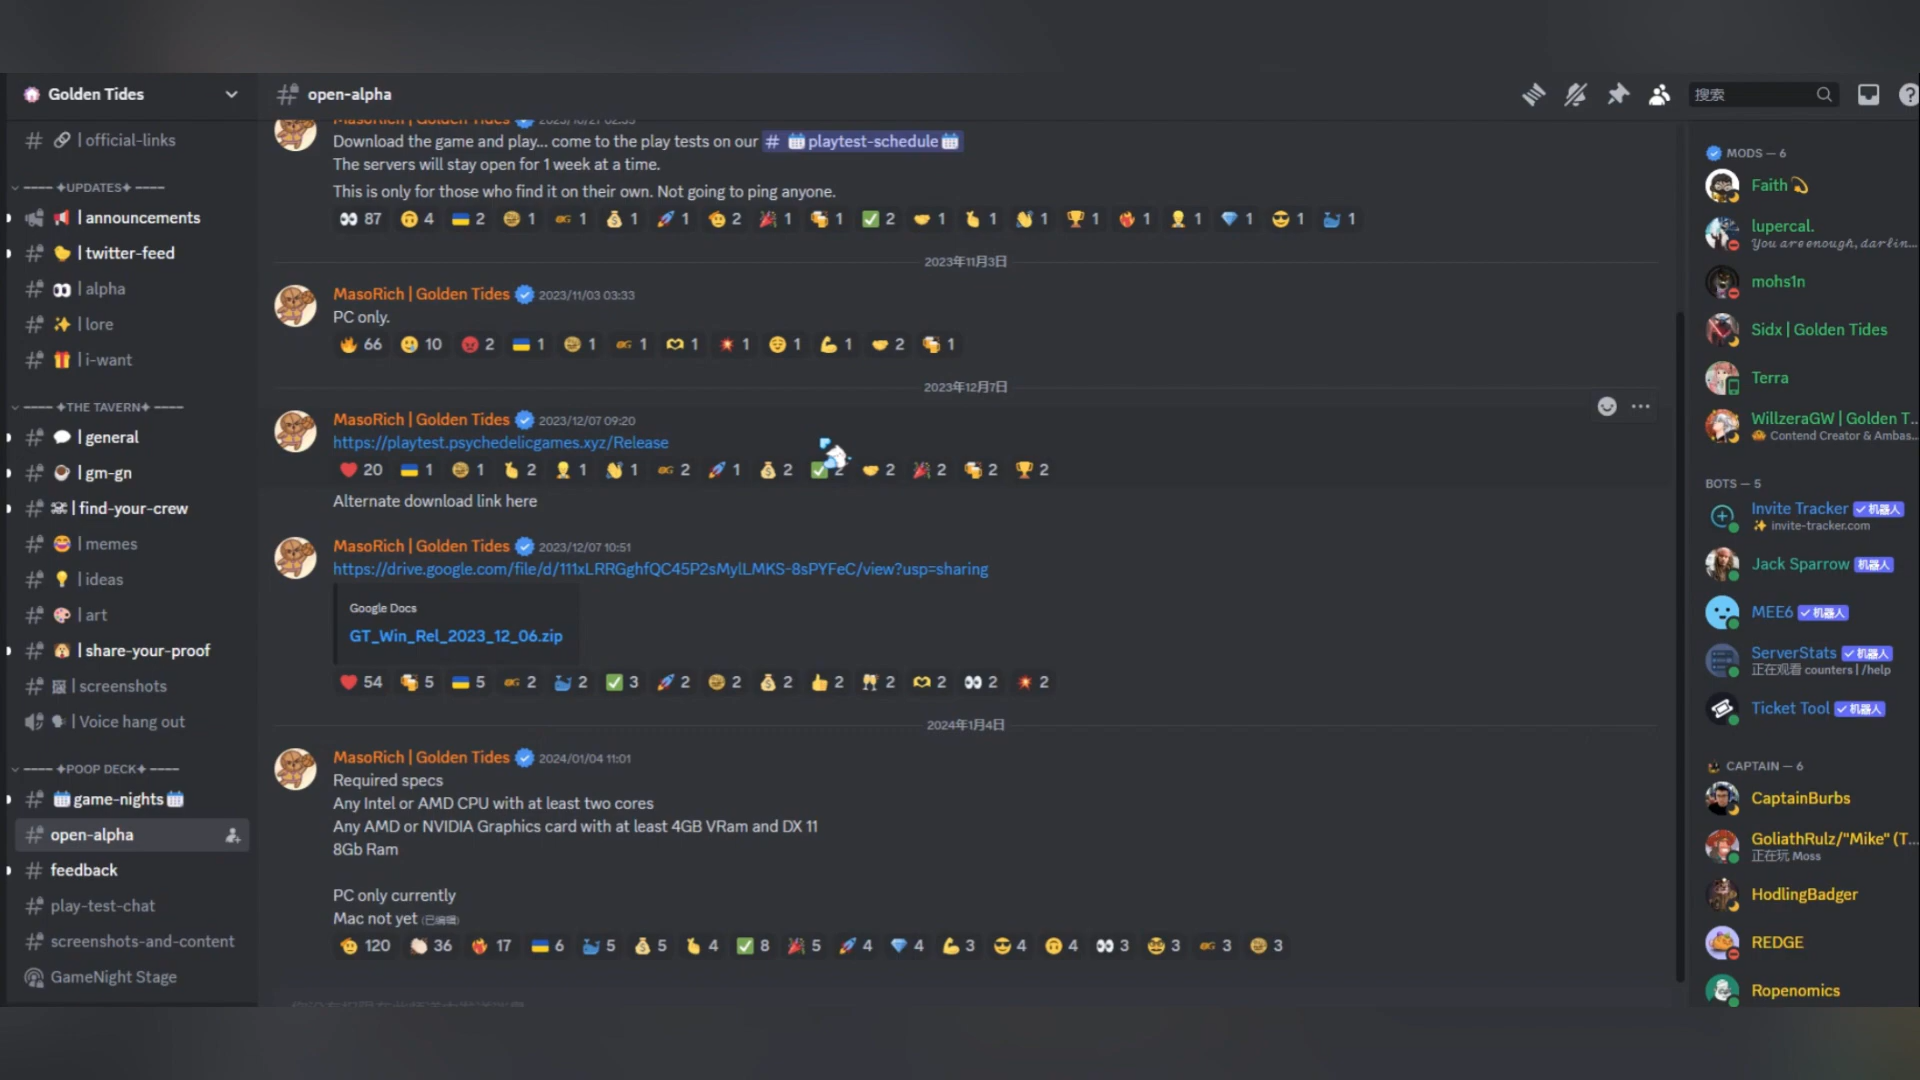 Golden Tides
| official-links
✦UPDATES✦
| announcements
| twitter-feed
| alpha
| lore
| i-want
✦THE TAVERN✦
| general
| gm-gn
| find-your-crew
| memes
| ideas
| art
| share-your-proof
| screenshots
| Voice hang out
✦POOP DECK✦
game-nights
open-alpha
feedback
play-test-chat
screenshots-and-content
GameNight Stage
open-alpha
搜索
MasoRich | Golden Tides 2023/10/27 02:35
Download the game and play... come to the play tests on our # playtest-schedule
The servers will stay open for 1 week at a time.
This is only for those who find it on their own. Not going to ping anyone.
87 4 2 1 1 1 1 2 1 1 2 1 1 1 1 1 1 1 1 1
2023年11月3日
MasoRich | Golden Tides 2023/11/03 03:33
PC only.
66 10 2 1 1 1 1 1 1 1 2 1
2023年12月7日
MasoRich | Golden Tides 2023/12/07 09:20
https://playtest.psychedelicgames.xyz/Release
20 1 1 2 1 1 2 1 2 2 2 2 2 2
Alternate download link here
MasoRich | Golden Tides 2023/12/07 10:51
https://drive.google.com/file/d/111xLRRGghfQC45P2sMylLMKS-8sPYFeC/view?usp=sharing
Google Docs
GT_Win_Rel_2023_12_06.zip
54 5 5 2 2 3 2 2 2 2 2 2 2 2
2024年1月4日
MasoRich | Golden Tides 2024/01/04 11:01
Required specs
Any Intel or AMD CPU with at least two cores
Any AMD or NVIDIA Graphics card with at least 4GB VRam and DX 11
8Gb Ram
PC only currently
Mac not yet (已编辑)
120 36 17 6 5 5 4 8 5 4 4 3 4 4 3 3 3 3
MODS — 6
Faith
lupercal.
You are enough, darlin...
mohs1n
Sidx | Golden Tides
Terra
WillzeraGW | Golden T...
Contend Creator & Ambas...
BOTS — 5
Invite Tracker 机器人
invite-tracker.com
Jack Sparrow 机器人
MEE6 机器人
ServerStats 机器人
正在观看 counters | /help
Ticket Tool 机器人
CAPTAIN — 6
CaptainBurbs
GoliathRulz/"Mike" (T...
正在玩 Moss
HodlingBadger
REDGE
Ropenomics